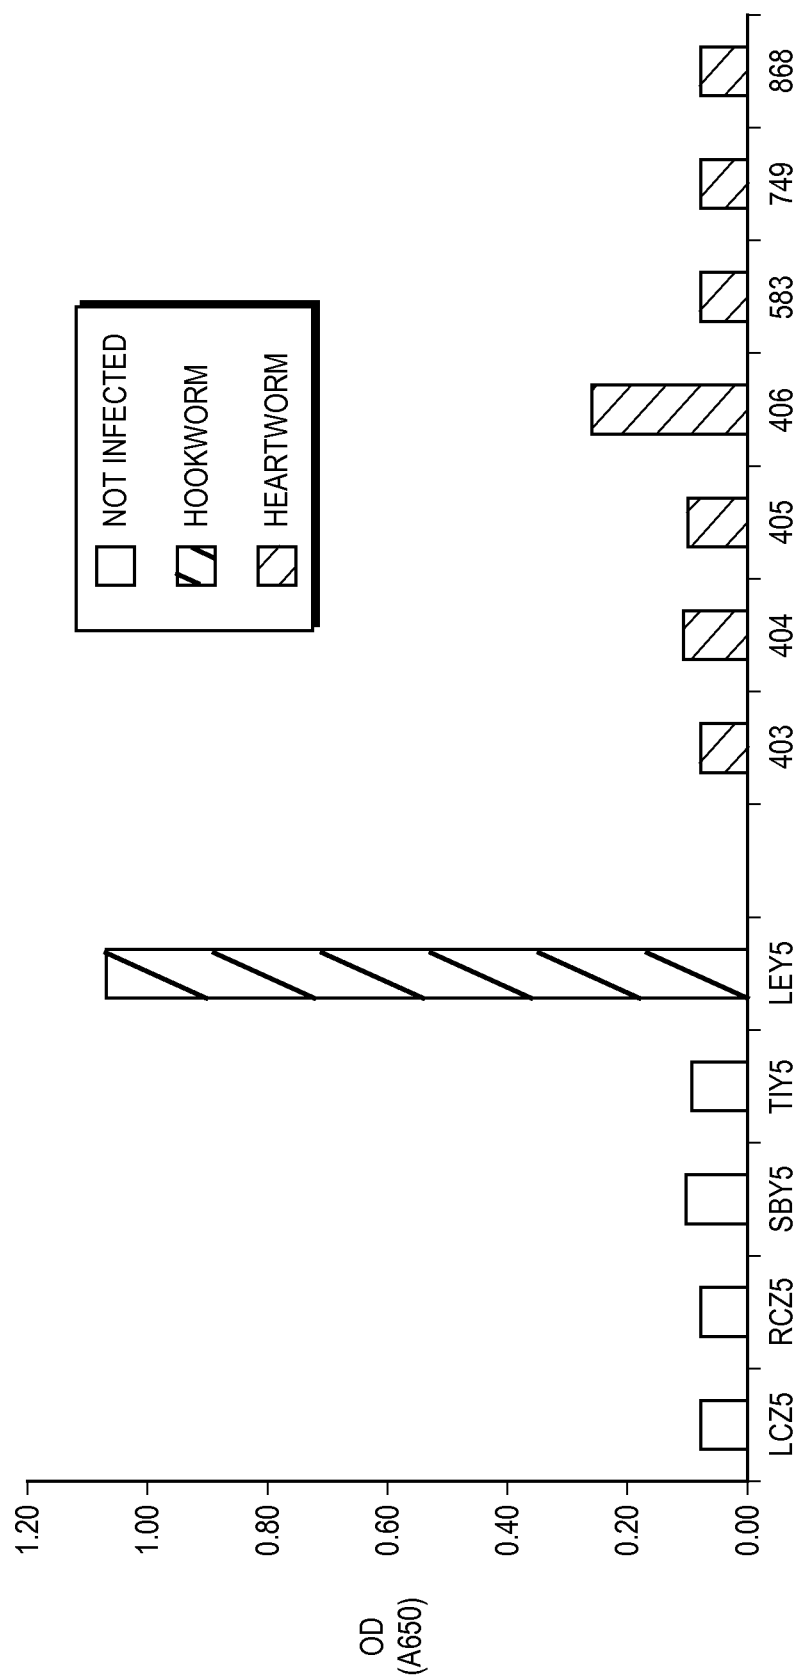 1.20
1.00
0.80
0.60
0.40
0.20
0.00
OD
(A650)
NOT INFECTED
HOOKWORM
HEARTWORM
LCZ5
RCZ5
SBY5
TIY5
LEY5
403
404
405
406
583
749
868